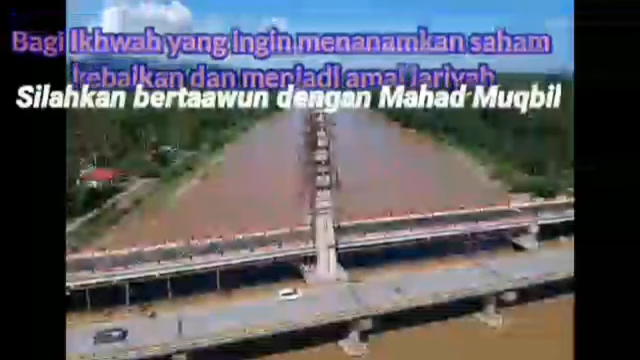 Bagi Ikhwah yang ingin menanamkan saham
kebaikan dan menjadi amal Jariyah
Silahkan bertaawun dengan Mahad Muqbil